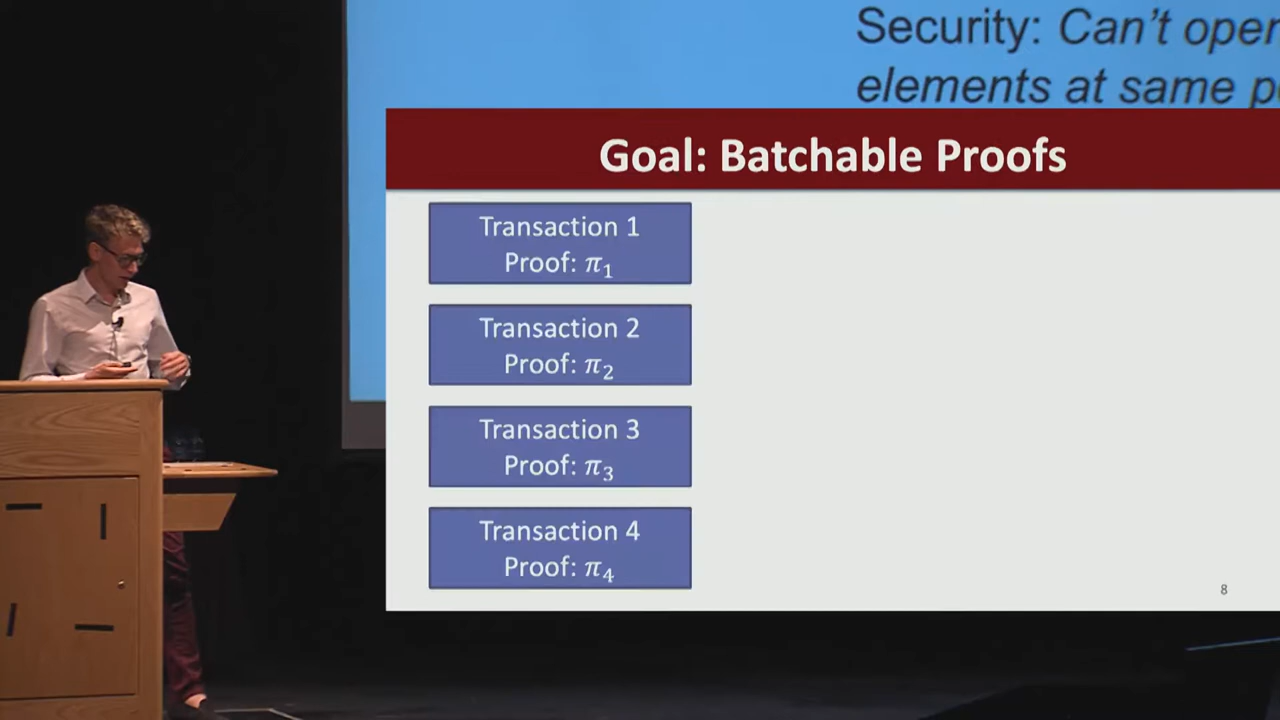 Security: Can't open
elements at same
Goal: Batchable Proofs
Transaction 1
Proof: π₁
Transaction 2
Proof: π₂
Transaction 3
Proof: π₃
Transaction 4
Proof: π₄
8